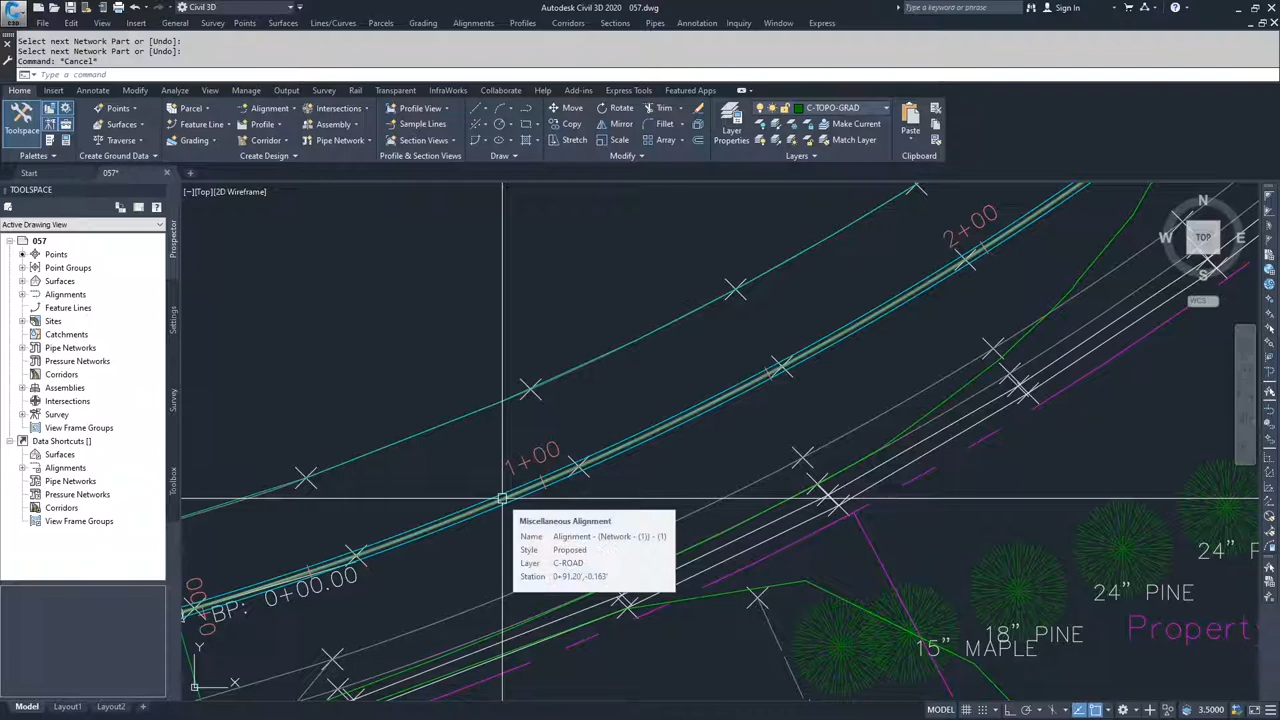 C3D
Civil 3D
Autodesk Civil 3D 2020 057.dwg
Type a keyword or phrase
Sign In
File Edit View Insert General Survey Points Surfaces Lines/Curves Parcels Grading Alignments Profiles Corridors Sections Pipes Annotation Inquiry Window Express
Select next Network Part or [Undo]:
Select next Network Part or [Undo]:
Command: *Cancel*
Type a command
Home Insert Annotate Modify Analyze View Manage Output Survey Rail Transparent InfraWorks Collaborate Help Add-ins Express Tools Featured Apps
Toolspace
Points Parcel Alignment Intersections Profile View Move Rotate Trim C-TOPO-GRAD
Surfaces Feature Line Profile Assembly Sample Lines Copy Mirror Fillet Make Current
Traverse Grading Corridor Pipe Network Section Views Stretch Scale Array Match Layer
Layer Properties
Paste
Palettes Create Ground Data Create Design Profile & Section Views Draw Modify Layers Clipboard
Start 057*
TOOLSPACE
Active Drawing View
057
Points
Point Groups
Surfaces
Alignments
Feature Lines
Sites
Catchments
Pipe Networks
Pressure Networks
Corridors
Assemblies
Intersections
Survey
View Frame Groups
Data Shortcuts []
Surfaces
Alignments
Pipe Networks
Pressure Networks
Corridors
View Frame Groups
Prospector
Settings
Survey
Toolbox
[−][Top][2D Wireframe]
N
W TOP E
S
WCS
2+00
1+00
BP: 0+00.00
Miscellaneous Alignment
Name Alignment - (Network - (1)) - (1)
Style Proposed
Layer C-ROAD
Station 0+91.20',-0.163'
24" F
24" PINE
18" PINE
15" MAPLE
Property
Y
X
Model Layout1 Layout2 +
MODEL
3.5000